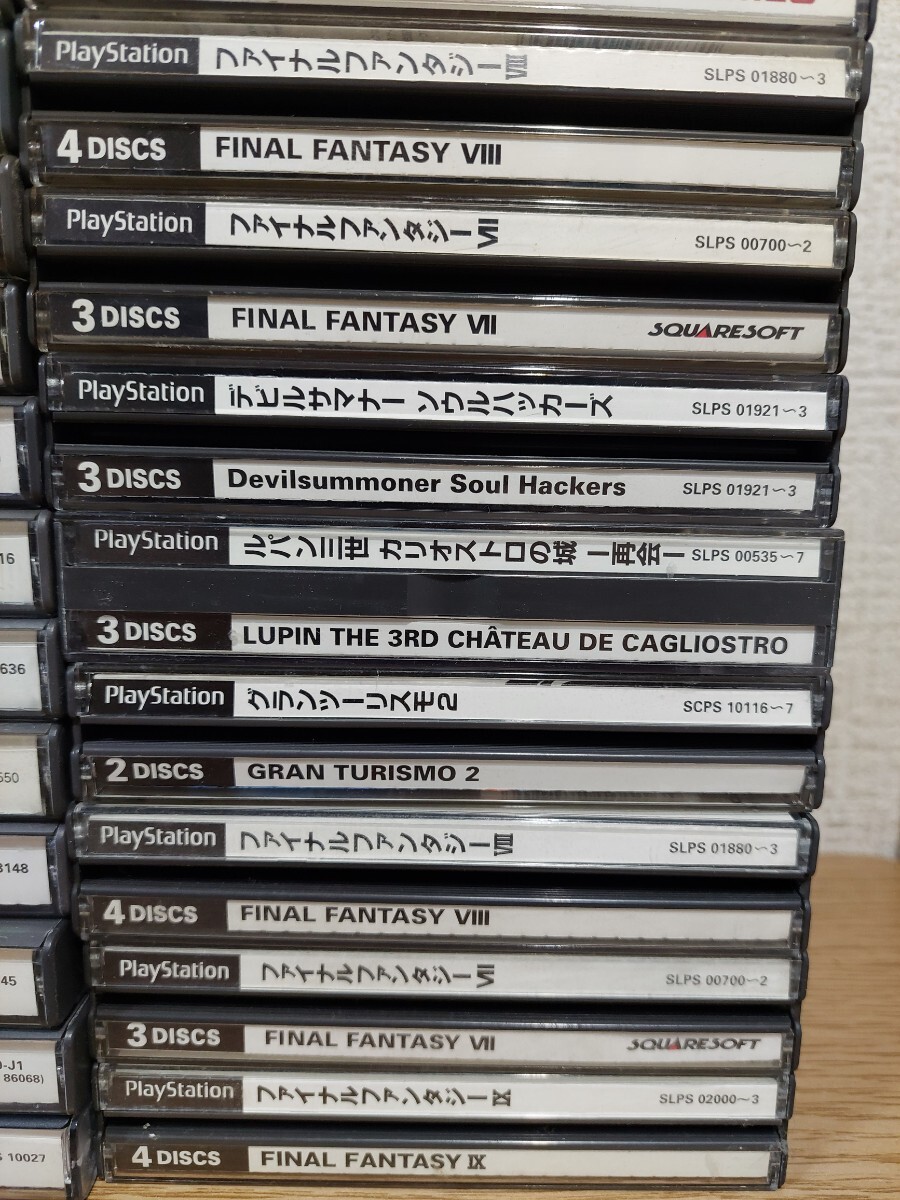 PlayStation ファイナルファンタジーⅧ SLPS 01880~3
4 DISCS FINAL FANTASY VIII
PlayStation ファイナルファンタジーⅦ SLPS 00700~2
3 DISCS FINAL FANTASY VII SQUARESOFT
PlayStation デビルサマナー ソウルハッカーズ SLPS 01921~3
3 DISCS Devilsummoner Soul Hackers SLPS 01921~3
PlayStation ルパン三世 カリオストロの城 ー再会ー SLPS 00535~7
3 DISCS LUPIN THE 3RD CHÂTEAU DE CAGLIOSTRO
PlayStation グランツーリスモ2 SCPS 10116~7
2 DISCS GRAN TURISMO 2
PlayStation ファイナルファンタジーⅧ SLPS 01880~3
4 DISCS FINAL FANTASY VIII
PlayStation ファイナルファンタジーⅦ SLPS 00700~2
3 DISCS FINAL FANTASY VII SQUARESOFT
PlayStation ファイナルファンタジーⅨ SLPS 02000~3
4 DISCS FINAL FANTASY IX
16
636
550
3148
45
-J1
86068)
10027